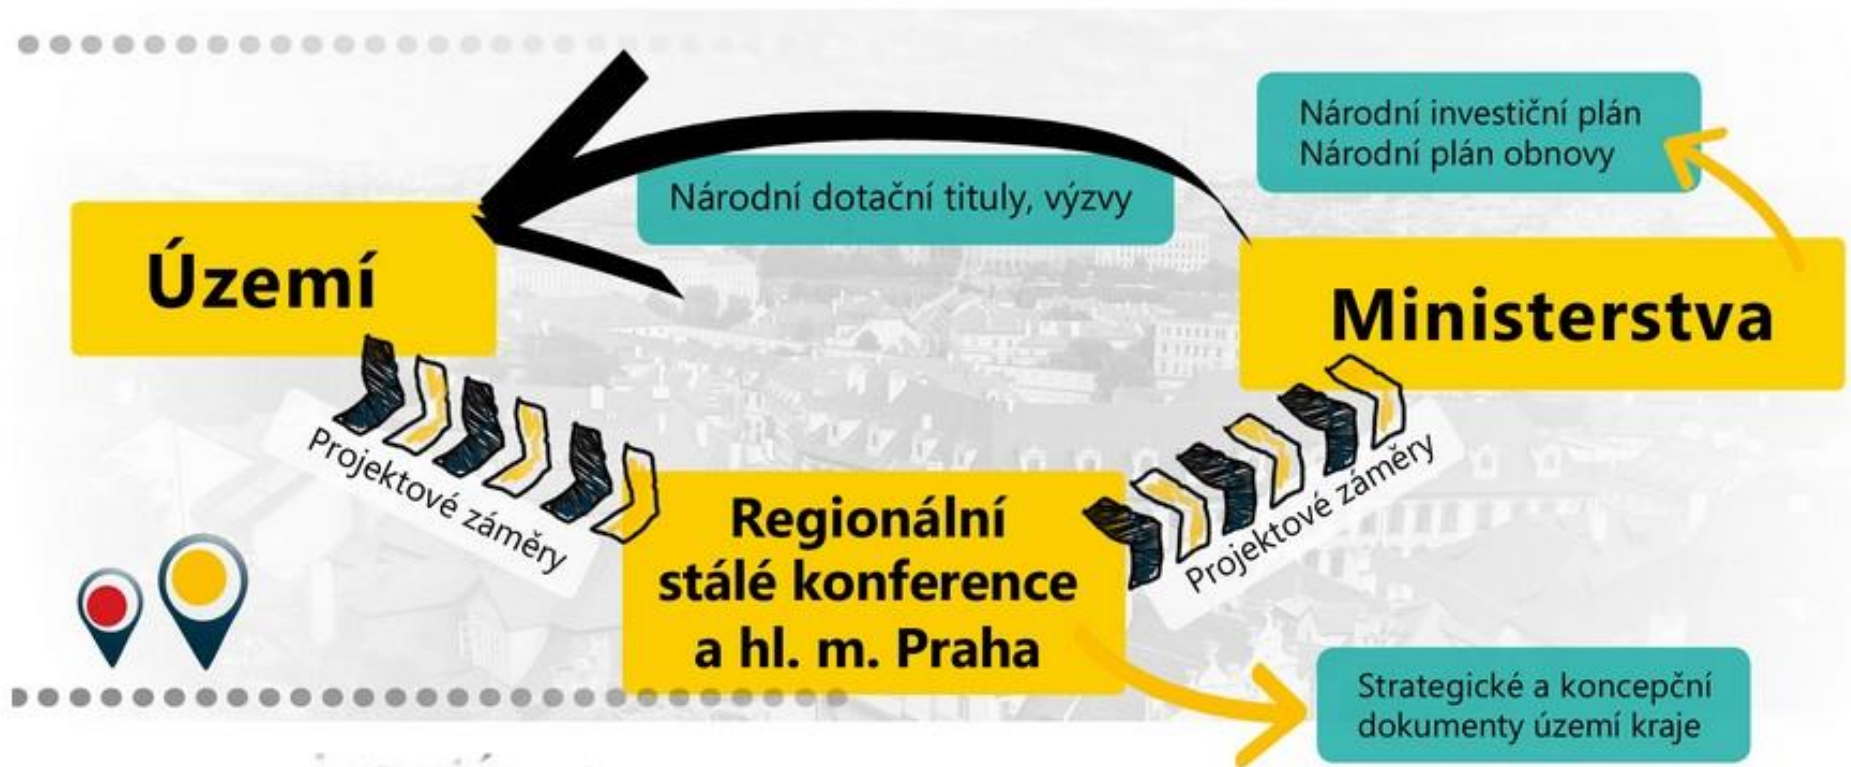 Národní investiční plán
Národní plán obnovy
Národní dotační tituly, výzvy
Území
Ministerstva
Projektové záměry
Projektové záměry
Regionální
stálé konference
a hl. m. Praha
Strategické a koncepční
dokumenty území kraje